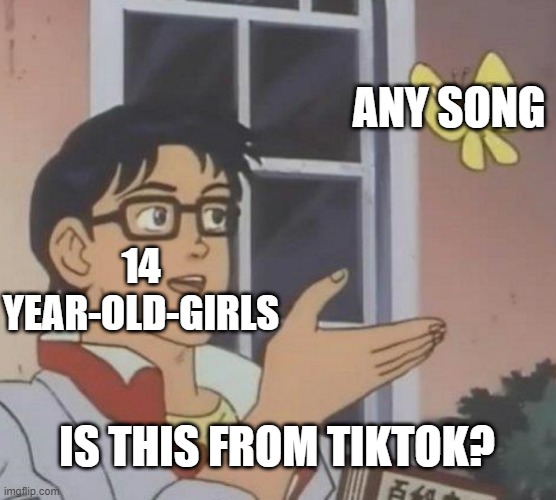 ANY SONG
14
YEAR-OLD-GIRLS
IS THIS FROM TIKTOK?
imgflip.com